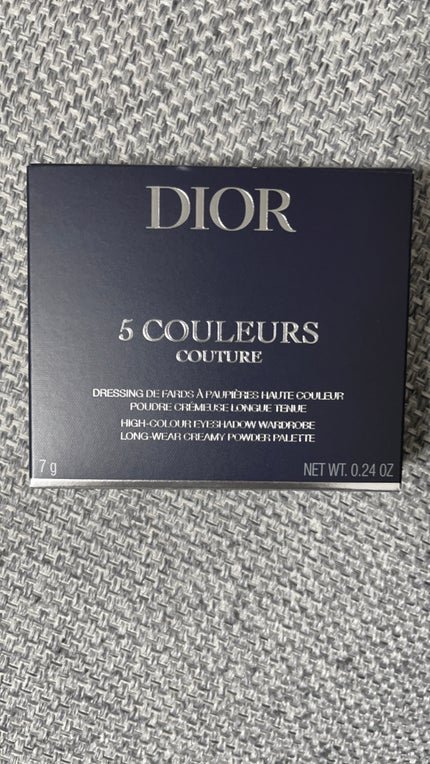 DIOR
5 COULEURS
COUTURE
DRESSING DE FARDS À PAUPIÈRES HAUTE COULEUR
POUDRE CRÉMEUSE LONGUE TENUE
HIGH-COLOUR EYESHADOW WARDROBE
LONG-WEAR CREAMY POWDER PALETTE
7 g
NET WT. 0.24 OZ